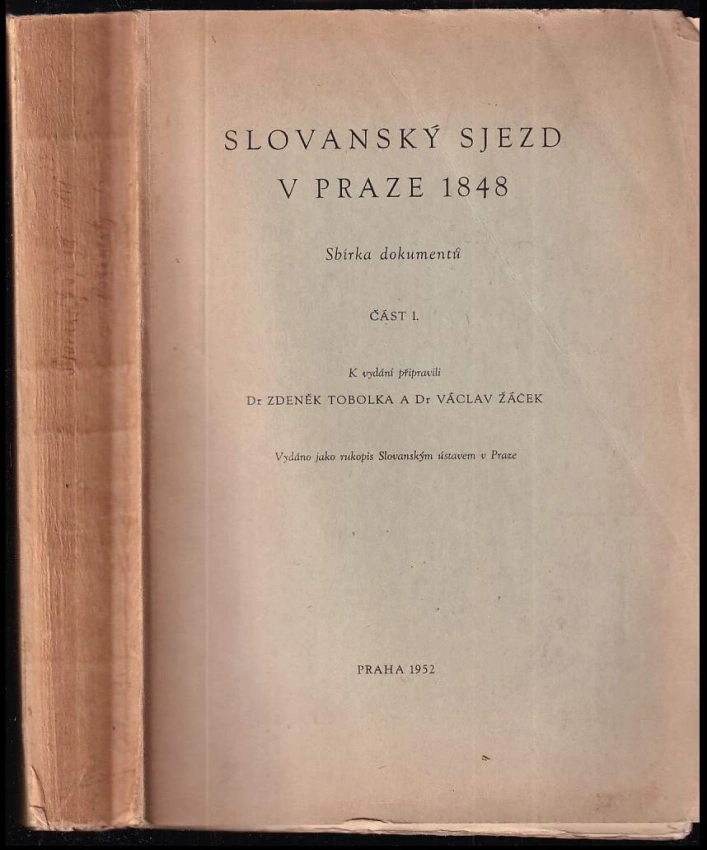 SLOVANSKÝ SJEZD
V PRAZE 1848
Sbírka dokumentů
ČÁST I.
K vydání připravili
Dr ZDENĚK TOBOLKA A Dr VÁCLAV ŽÁČEK
Vydáno jako rukopis Slovanským ústavem v Praze
PRAHA 1952